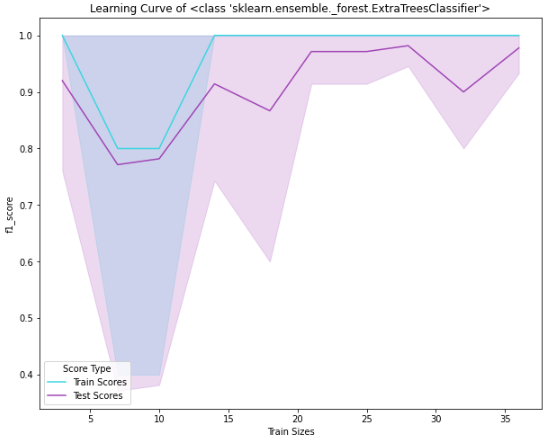 Learning Curve of <class 'sklearn.ensemble._forest.ExtraTreesClassifier'>
1.0
0.9
0.8
0.7
0.6
0.5
0.4
f1_score
Score Type
Train Scores
Test Scores
5 10 15 20 25 30 35
Train Sizes